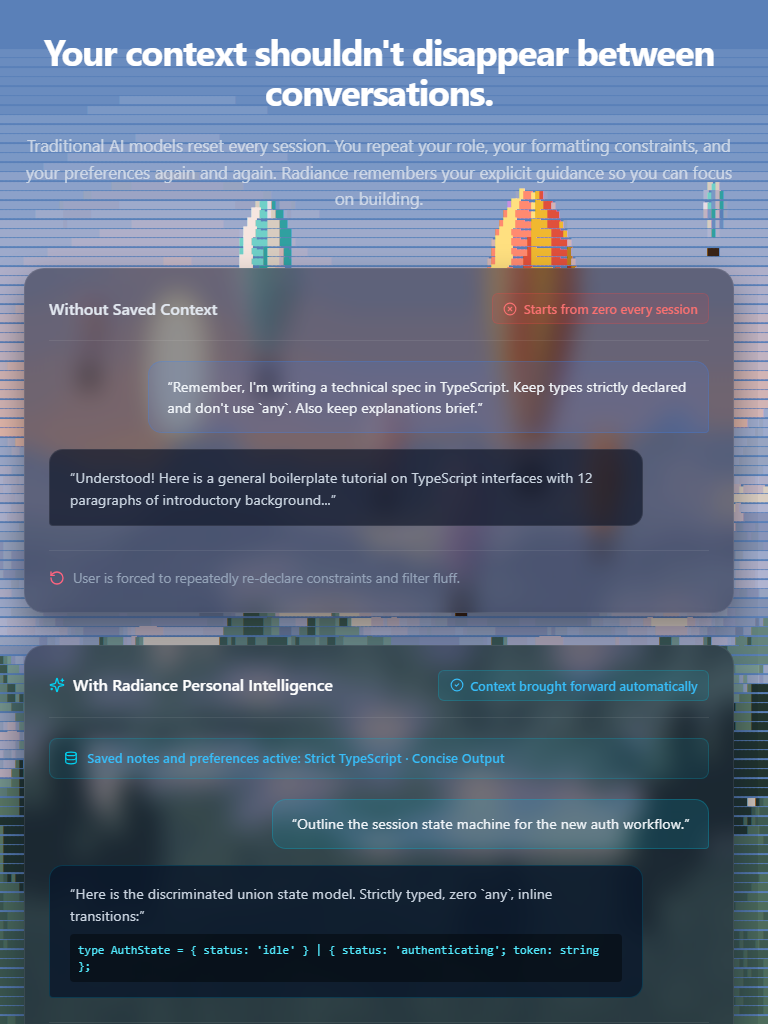 Your context shouldn't disappear between
conversations.
Traditional AI models reset every session. You repeat your role, your formatting constraints, and
your preferences again and again. Radiance remembers your explicit guidance so you can focus
on building.
Without Saved Context
Starts from zero every session
“Remember, I'm writing a technical spec in TypeScript. Keep types strictly declared
and don't use `any`. Also keep explanations brief.”
“Understood! Here is a general boilerplate tutorial on TypeScript interfaces with 12
paragraphs of introductory background...”
User is forced to repeatedly re-declare constraints and filter fluff.
With Radiance Personal Intelligence
Context brought forward automatically
Saved notes and preferences active: Strict TypeScript · Concise Output
“Outline the session state machine for the new auth workflow.”
“Here is the discriminated union state model. Strictly typed, zero `any`, inline
transitions:”
type AuthState = { status: 'idle' } | { status: 'authenticating'; token: string
};